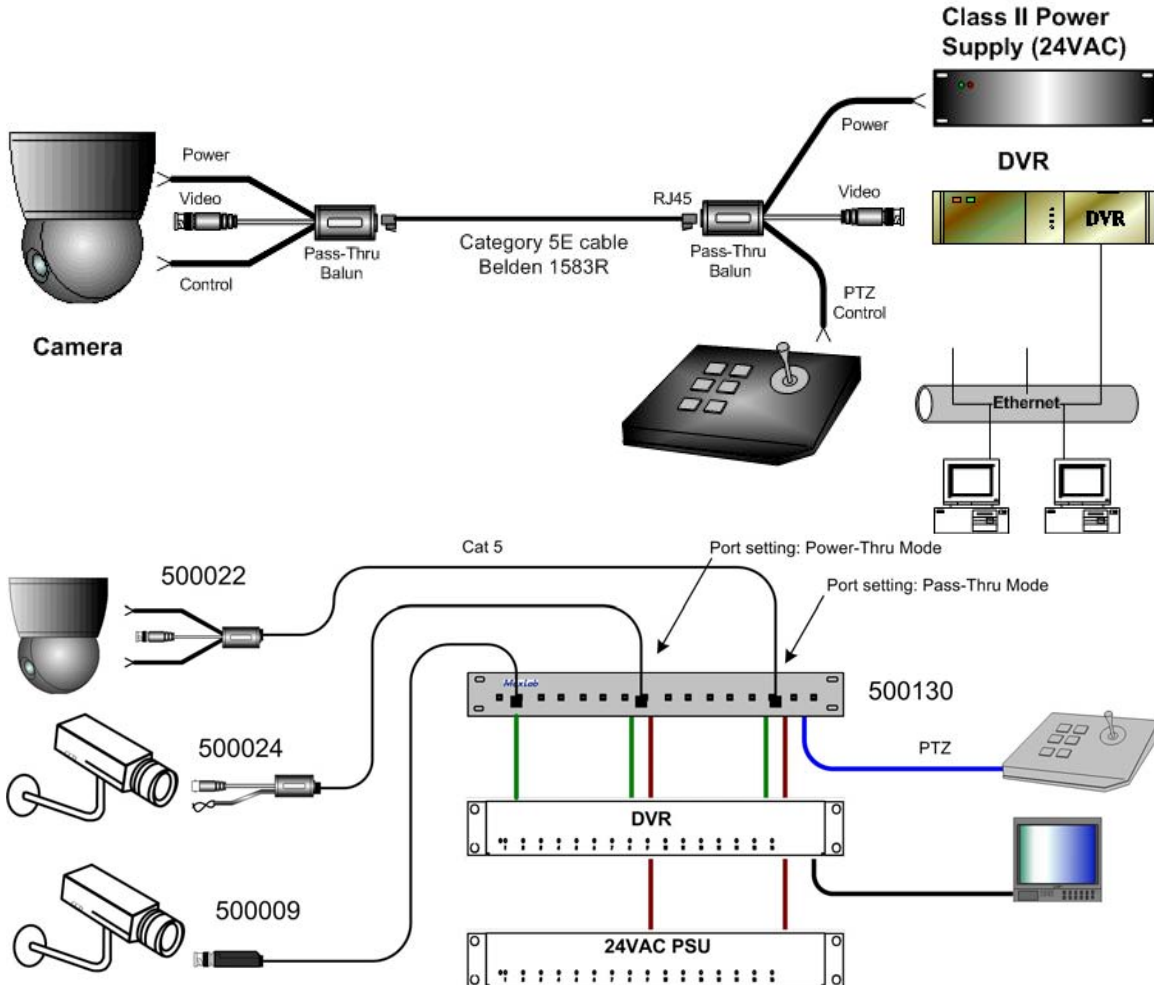 Class II Power
Supply (24VAC)
Power
Power
DVR
Video
RJ45
Video
DVR
Category 5E cable
Belden 1583R
Pass-Thru
Balun
Pass-Thru
Balun
Control
PTZ
Control
Camera
Ethernet
Cat 5
Port setting: Power-Thru Mode
500022
Port setting: Pass-Thru Mode
MuxLab
500130
500024
PTZ
DVR
500009
24VAC PSU